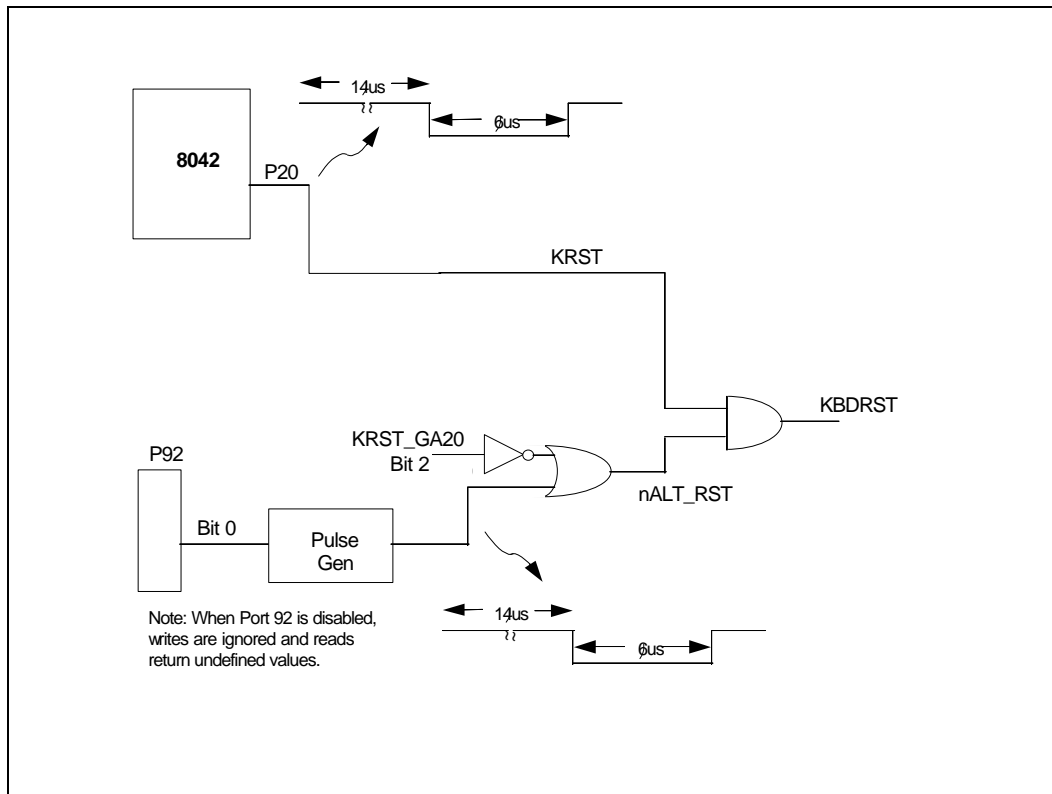 14us
6us
8042
P20
KRST
KBDRST
KRST_GA20
Bit 2
P92
nALT_RST
Bit 0
Pulse
Gen
14us
6us
Note: When Port 92 is disabled,
writes are ignored and reads
return undefined values.